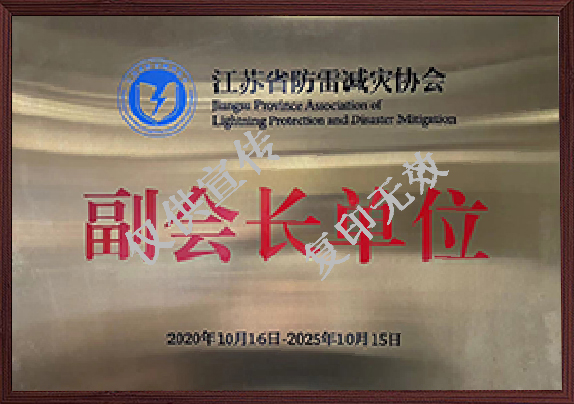 江苏省防雷减灾协会
Jiangsu Province Association of
Lightning Protection and Disaster Mitigation
仅供宣传
复印无效
副会长单位
2020年10月16日-2025年10月15日